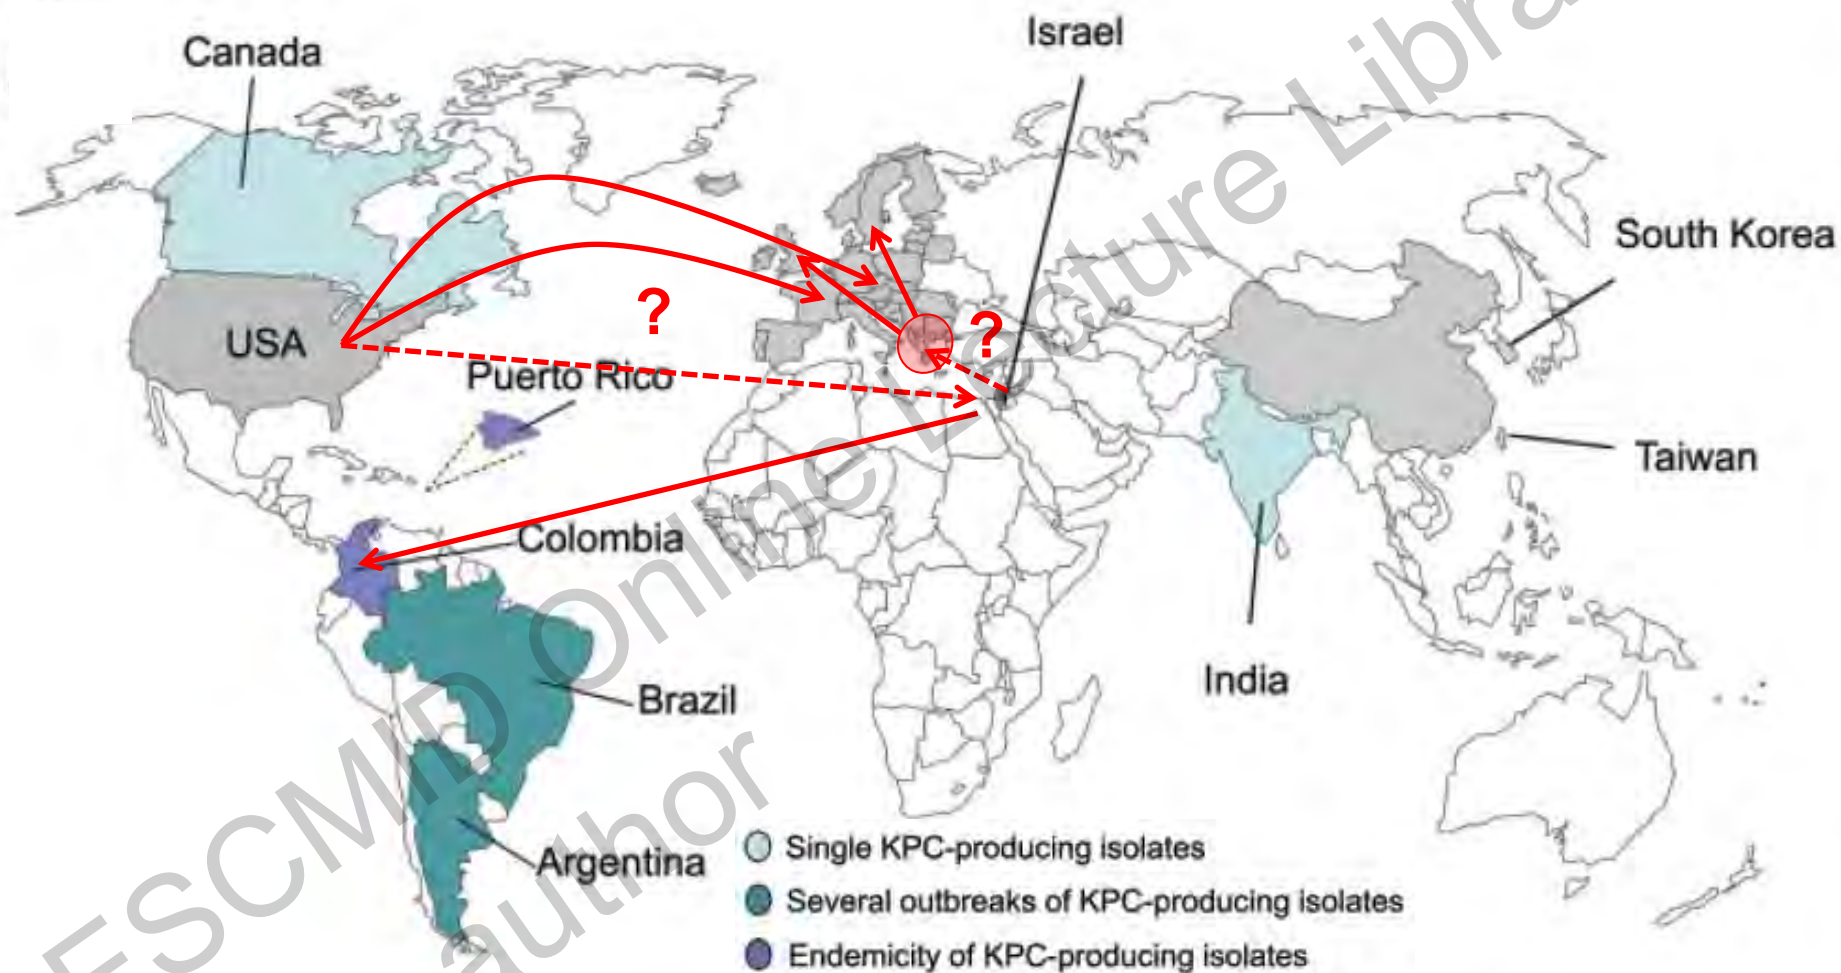 Canada
Israel
South Korea
USA
?
?
Puerto Rico
Taiwan
Colombia
India
Brazil
Argentina
Single KPC-producing isolates
Several outbreaks of KPC-producing isolates
Endemicity of KPC-producing isolates
ESCMID Online Lecture Libra
author